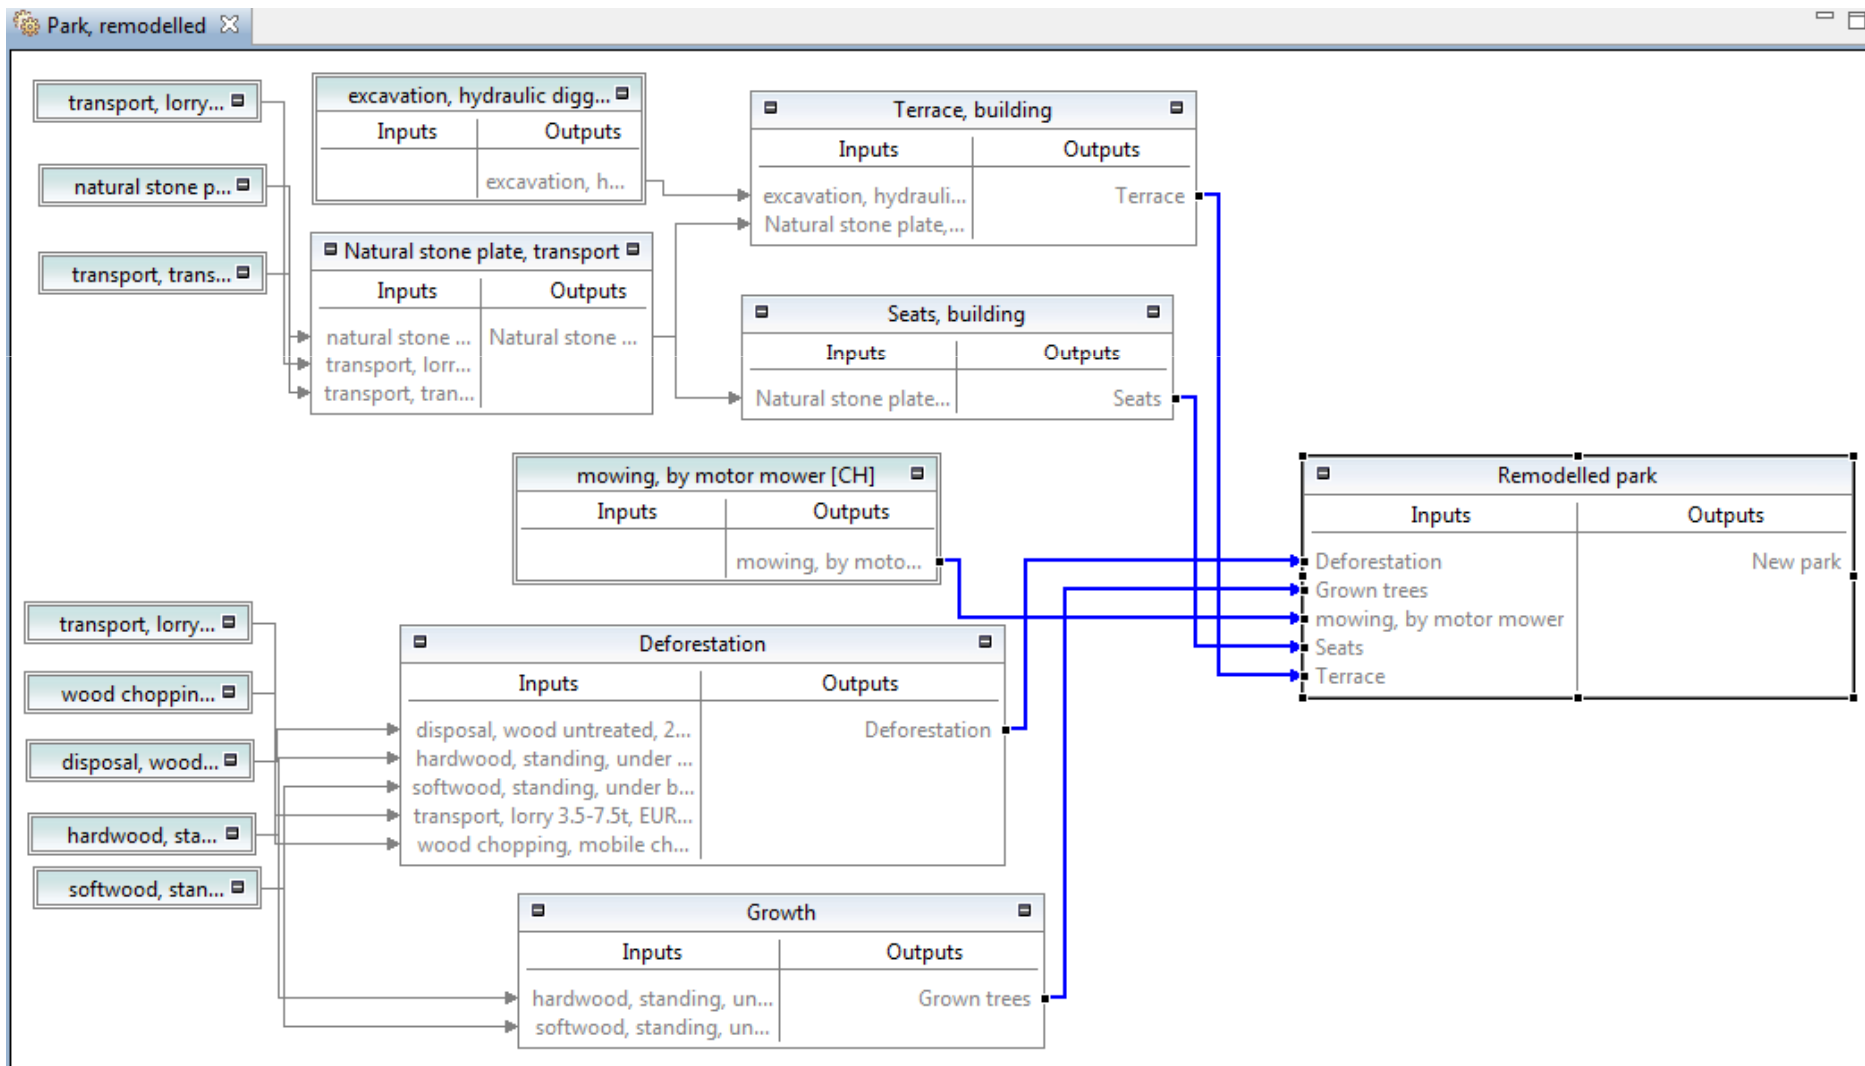 Park, remodelled
transport, lorry...
natural stone p...
transport, trans...
excavation, hydraulic digg...
Inputs Outputs
excavation, h...
Natural stone plate, transport
Inputs Outputs
natural stone ... Natural stone ...
transport, lorr...
transport, tran...
Terrace, building
Inputs Outputs
excavation, hydrauli... Terrace
Natural stone plate,...
Seats, building
Inputs Outputs
Natural stone plate... Seats
mowing, by motor mower [CH]
Inputs Outputs
mowing, by moto...
Remodelled park
Inputs Outputs
Deforestation New park
Grown trees
mowing, by motor mower
Seats
Terrace
transport, lorry...
wood choppin...
disposal, wood...
hardwood, sta...
softwood, stan...
Deforestation
Inputs Outputs
disposal, wood untreated, 2... Deforestation
hardwood, standing, under ...
softwood, standing, under b...
transport, lorry 3.5-7.5t, EUR...
wood chopping, mobile ch...
Growth
Inputs Outputs
hardwood, standing, un... Grown trees
softwood, standing, un...